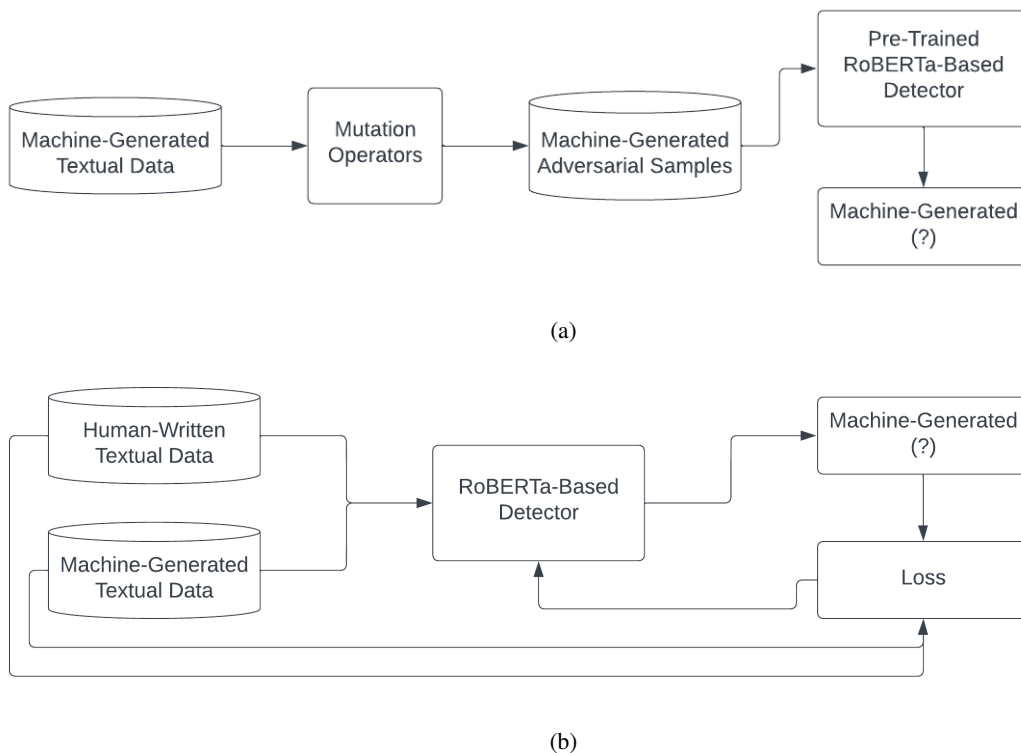 Machine-Generated
Textual Data
Mutation
Operators
Machine-Generated
Adversarial Samples
Pre-Trained
RoBERTa-Based
Detector
Machine-Generated
(?)
(a)
Human-Written
Textual Data
Machine-Generated
Textual Data
RoBERTa-Based
Detector
Machine-Generated
(?)
Loss
(b)